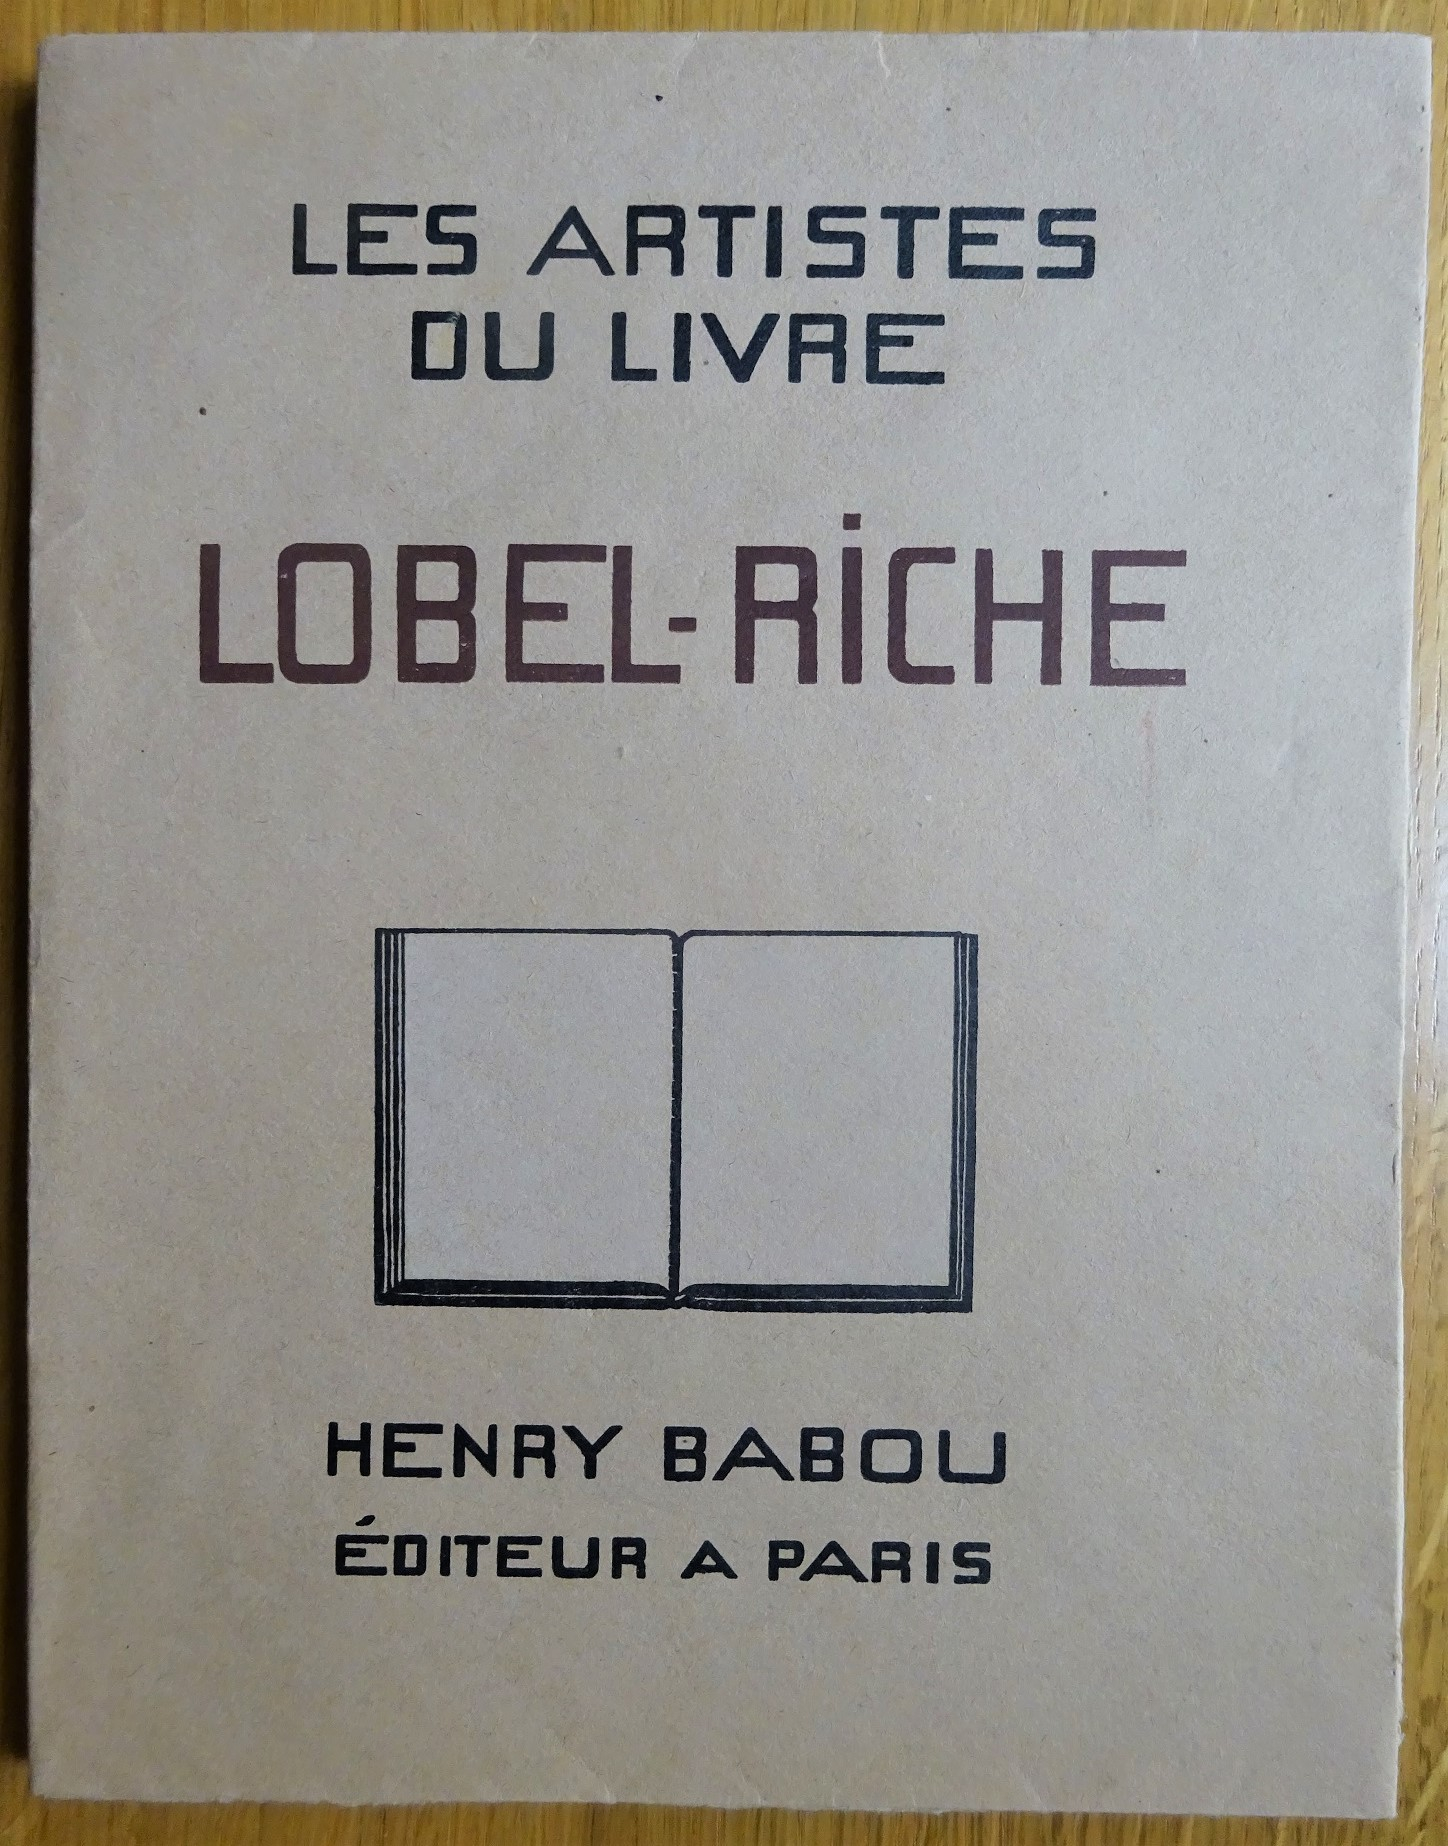 LES ARTISTES
DU LIVRE
LOBEL-RICHE
HENRY BABOU
ÉDITEUR A PARIS